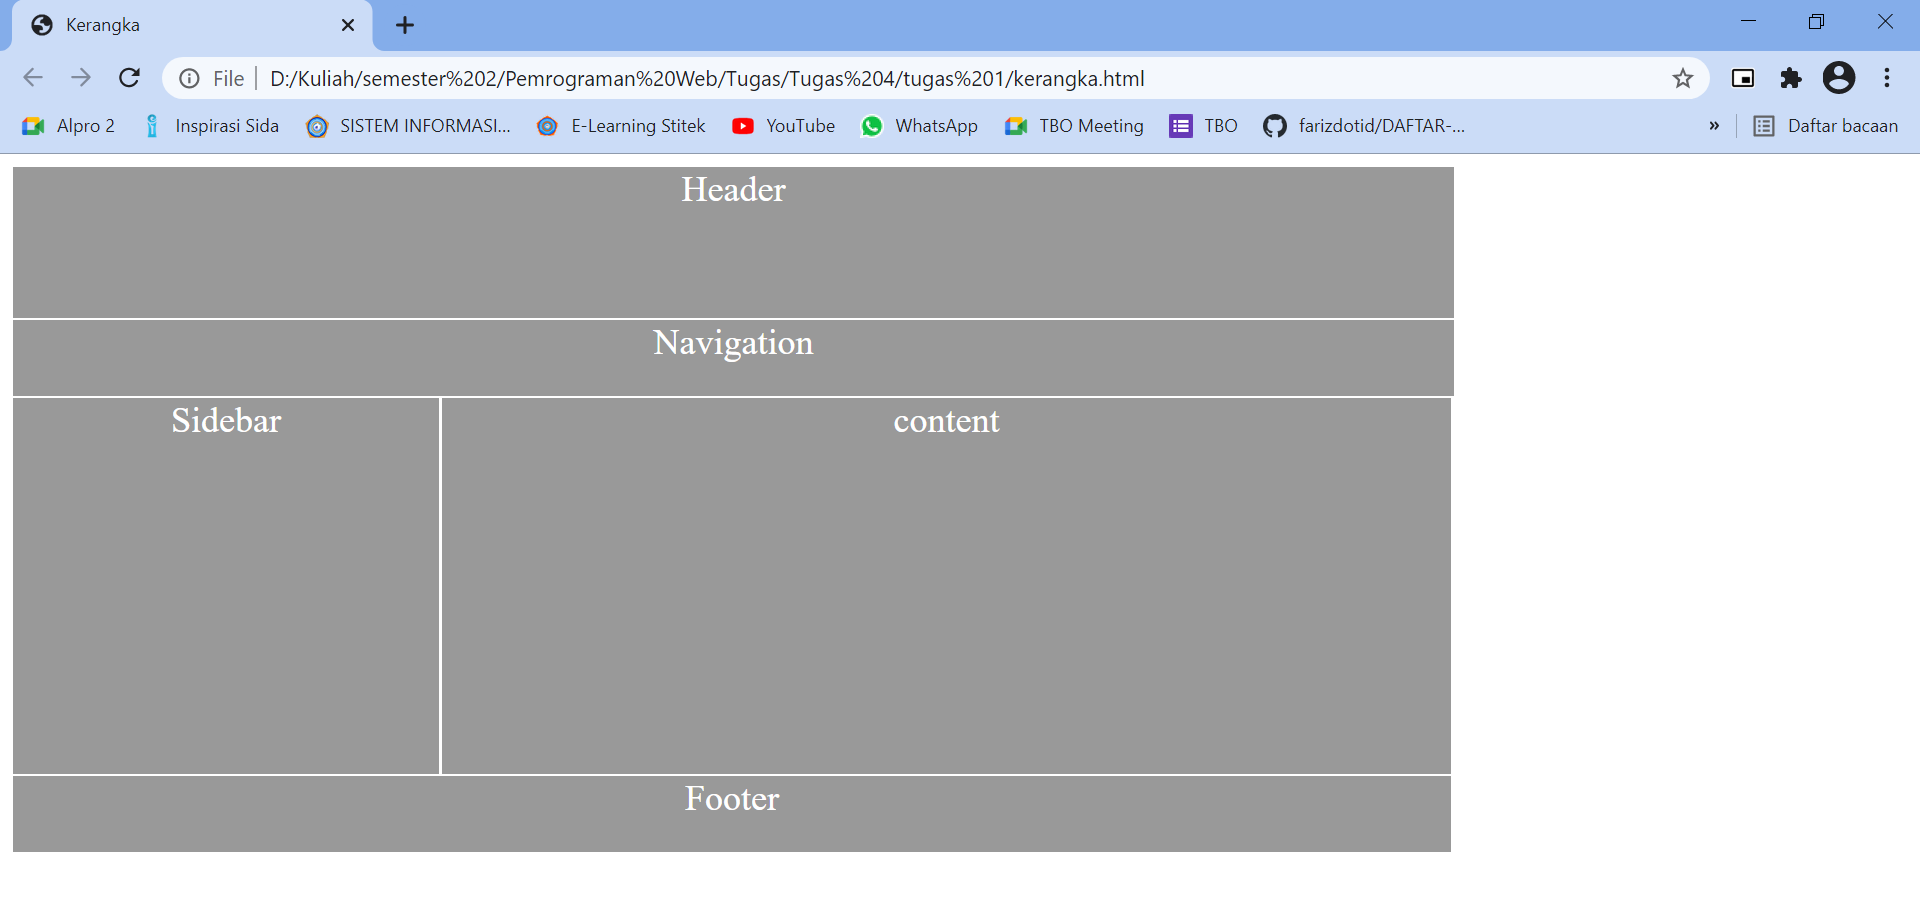 Kerangka
File D:/Kuliah/semester%202/Pemrograman%20Web/Tugas/Tugas%204/tugas%201/kerangka.html
Alpro 2 Inspirasi Sida SISTEM INFORMASI... E-Learning Stitek YouTube WhatsApp TBO Meeting TBO farizdotid/DAFTAR-... » Daftar bacaan
Header
Navigation
Sidebar content
Footer